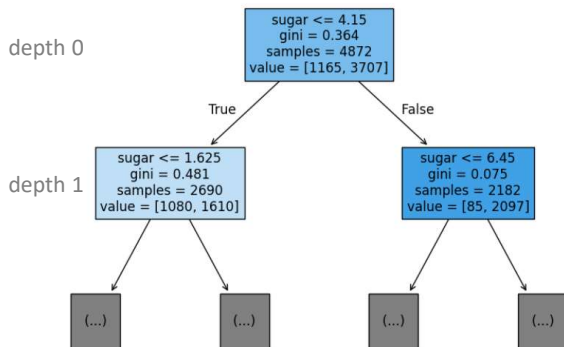 depth 0
sugar <= 4.15
gini = 0.364
samples = 4872
value = [1165, 3707]
True
False
depth 1
sugar <= 1.625
gini = 0.481
samples = 2690
value = [1080, 1610]
sugar <= 6.45
gini = 0.075
samples = 2182
value = [85, 2097]
(...)
(...)
(...)
(...)